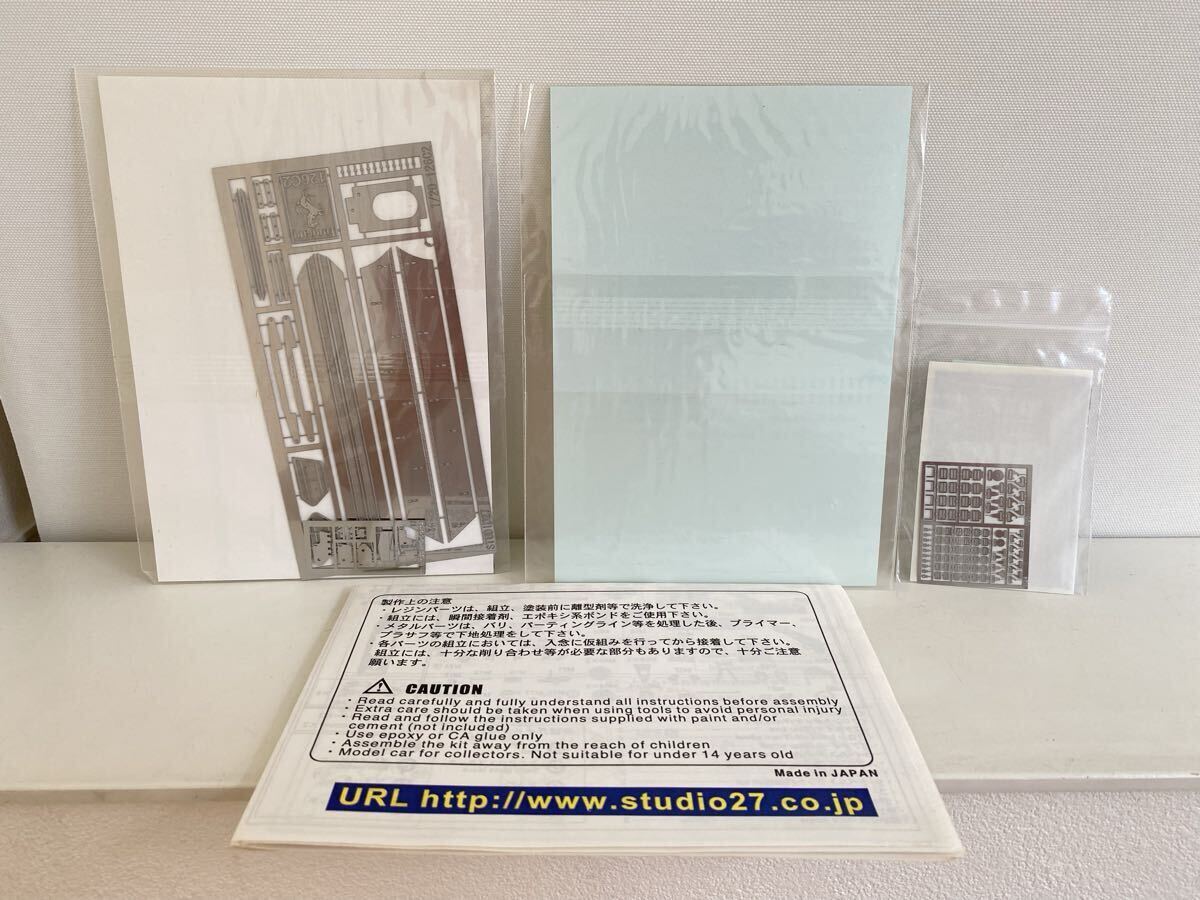 126C2
Ferrari
1/20 126C2
STUDIO27
製作上の注意
・レジンパーツは、組立、塗装前に離型剤等で洗浄して下さい。
・組立には、瞬間接着剤、エポキシ系ボンドをご使用下さい。
・メタルパーツは、バリ、パーティングライン等を処理した後、プライマー、
プラサフ等で下地処理をして下さい。
・各パーツの組立においては、入念に仮組みを行ってから接着して下さい。
組立には、十分な削り合わせ等が必要な部分もありますので、十分ご注意
願います。
CAUTION
・Read carefully and fully understand all instructions before assembly
・Extra care should be taken when using tools to avoid personal injury
・Read and follow the instructions supplied with paint and/or
cement (not included)
・Use epoxy or CA glue only
・Assemble the kit away from the reach of children
・Model car for collectors. Not suitable for under 14 years old
Made in JAPAN
URL http://www.studio27.co.jp